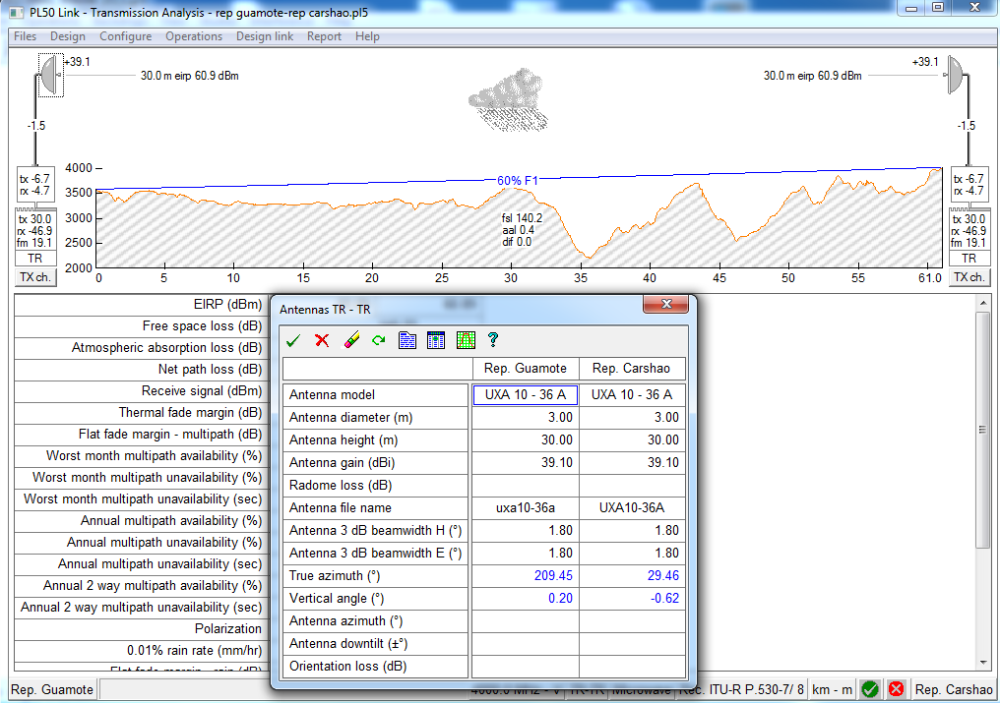 PL50 Link - Transmission Analysis - rep guamote-rep carshao.pl5
Files Design Configure Operations Design link Report Help
+39.1
30.0 m eirp 60.9 dBm
30.0 m eirp 60.9 dBm
+39.1
-1.5
-1.5
tx -6.7
rx -4.7
tx 30.0
rx -46.9
fm 19.1
TR
TX ch.
4000
3500
3000
2500
2000
60% F1
fsl 140.2
aal 0.4
dif 0.0
0 5 10 15 20 25 30 35 40 45 50 55 61.0
tx -6.7
rx -4.7
tx 30.0
rx -46.9
fm 19.1
TR
TX ch.
EIRP (dBm)
Free space loss (dB)
Atmospheric absorption loss (dB)
Net path loss (dB)
Receive signal (dBm)
Thermal fade margin (dB)
Flat fade margin - multipath (dB)
Worst month multipath availability (%)
Worst month multipath unavailability (%)
Worst month multipath unavailability (sec)
Annual multipath availability (%)
Annual multipath unavailability (%)
Annual multipath unavailability (sec)
Annual 2 way multipath availability (%)
Annual 2 way multipath unavailability (sec)
Polarization
0.01% rain rate (mm/hr)
Flat fade margin - rain (dB)
Antennas TR - TR
Rep. Guamote Rep. Carshao
Antenna model UXA 10 - 36 A UXA 10 - 36 A
Antenna diameter (m) 3.00 3.00
Antenna height (m) 30.00 30.00
Antenna gain (dBi) 39.10 39.10
Radome loss (dB)
Antenna file name uxa10-36a UXA10-36A
Antenna 3 dB beamwidth H (°) 1.80 1.80
Antenna 3 dB beamwidth E (°) 1.80 1.80
True azimuth (°) 209.45 29.46
Vertical angle (°) 0.20 -0.62
Antenna azimuth (°)
Antenna downtilt (±°)
Orientation loss (dB)
Rep. Guamote 4000.0 MHz - V TR-TR Microwave Rec. ITU-R P.530-7/ 8 km - m Rep. Carshao